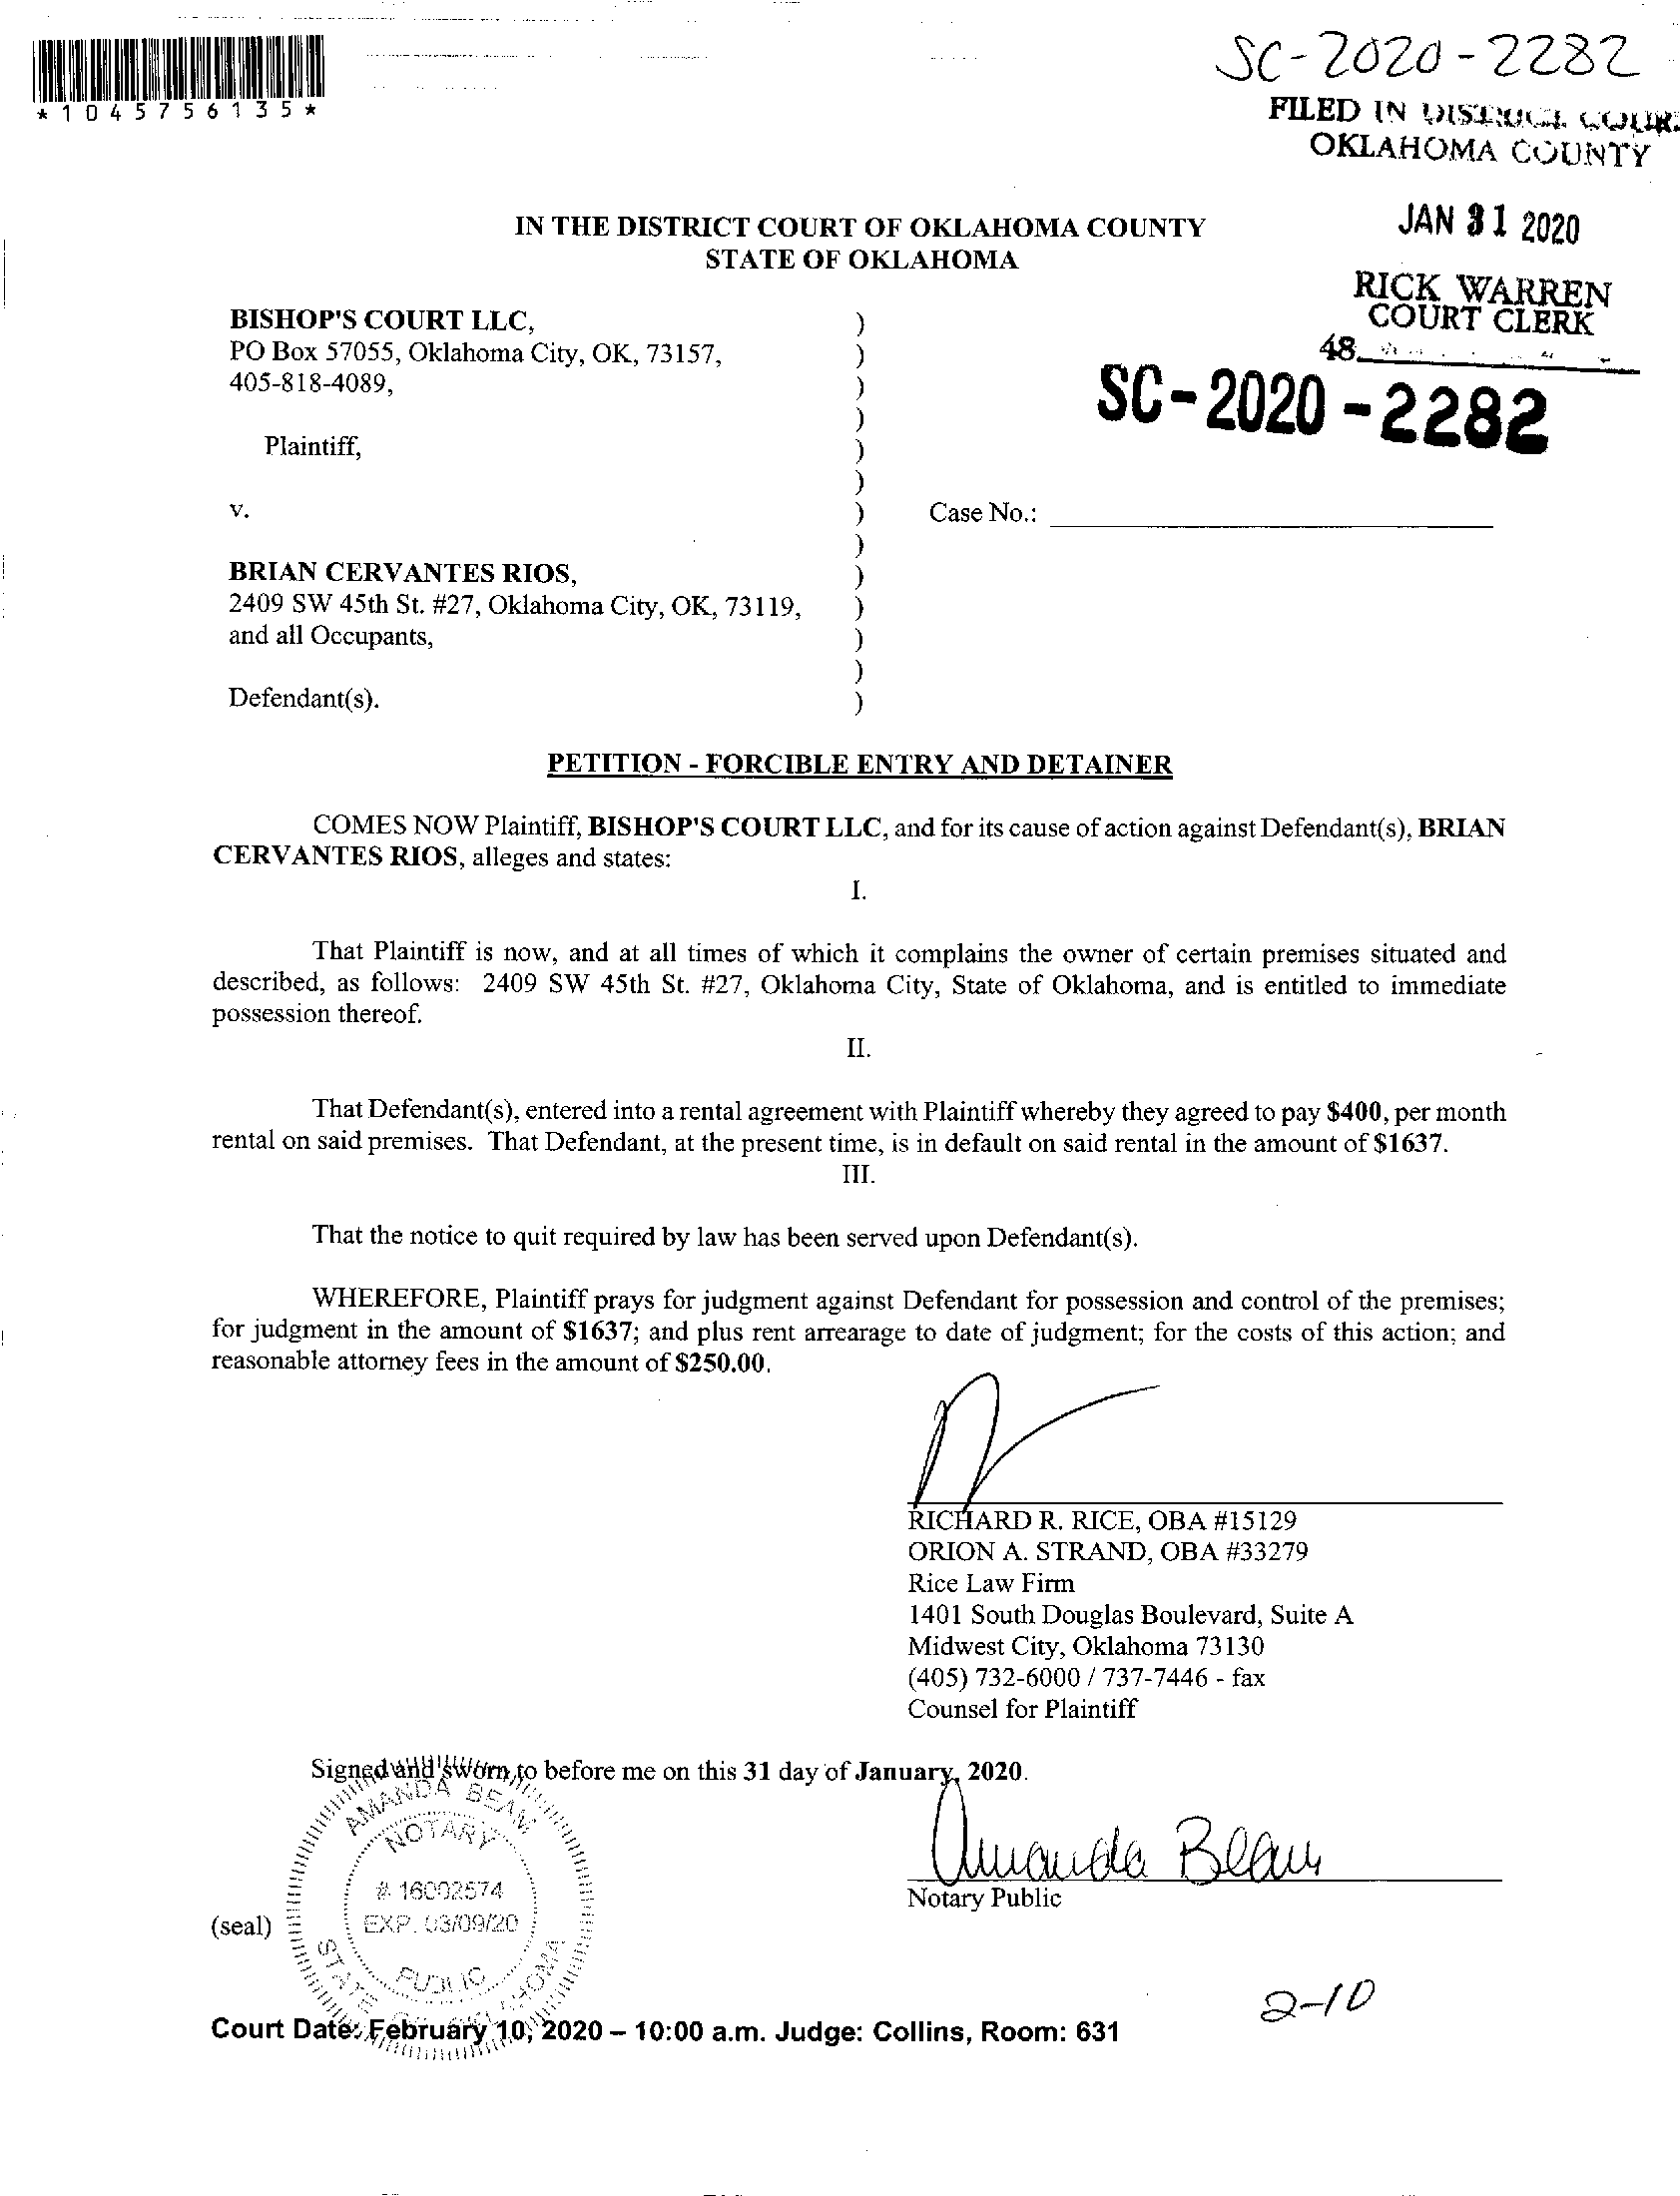 SC-2020-2282
*1045756135*
FILED IN DISTRICT COUR
OKLAHOMA COUNTY
JAN 31 2020
RICK WARREN
COURT CLERK
48
SC-2020-2282
IN THE DISTRICT COURT OF OKLAHOMA COUNTY
STATE OF OKLAHOMA
BISHOP'S COURT LLC, )
PO Box 57055, Oklahoma City, OK, 73157, )
405-818-4089, )
)
Plaintiff, )
)
v. ) Case No.:
)
BRIAN CERVANTES RIOS, )
2409 SW 45th St. #27, Oklahoma City, OK, 73119, )
and all Occupants, )
)
Defendant(s). )
PETITION - FORCIBLE ENTRY AND DETAINER
COMES NOW Plaintiff, BISHOP'S COURT LLC, and for its cause of action against Defendant(s), BRIAN
CERVANTES RIOS, alleges and states:
I.
That Plaintiff is now, and at all times of which it complains the owner of certain premises situated and
described, as follows: 2409 SW 45th St. #27, Oklahoma City, State of Oklahoma, and is entitled to immediate
possession thereof.
II.
That Defendant(s), entered into a rental agreement with Plaintiff whereby they agreed to pay $400, per month
rental on said premises. That Defendant, at the present time, is in default on said rental in the amount of $1637.
III.
That the notice to quit required by law has been served upon Defendant(s).
WHEREFORE, Plaintiff prays for judgment against Defendant for possession and control of the premises;
for judgment in the amount of $1637; and plus rent arrearage to date of judgment; for the costs of this action; and
reasonable attorney fees in the amount of $250.00.
RICHARD R. RICE, OBA #15129
ORION A. STRAND, OBA #33279
Rice Law Firm
1401 South Douglas Boulevard, Suite A
Midwest City, Oklahoma 73130
(405) 732-6000 / 737-7446 - fax
Counsel for Plaintiff
Signed and sworn to before me on this 31 day of January, 2020.
AMANDA BEAM
NOTARY
# 16002574
EXP. 03/09/20
PUBLIC
STATE OF OKLAHOMA
Amanda Beam
Notary Public
(seal)
2-10
Court Date: February 10, 2020 – 10:00 a.m. Judge: Collins, Room: 631